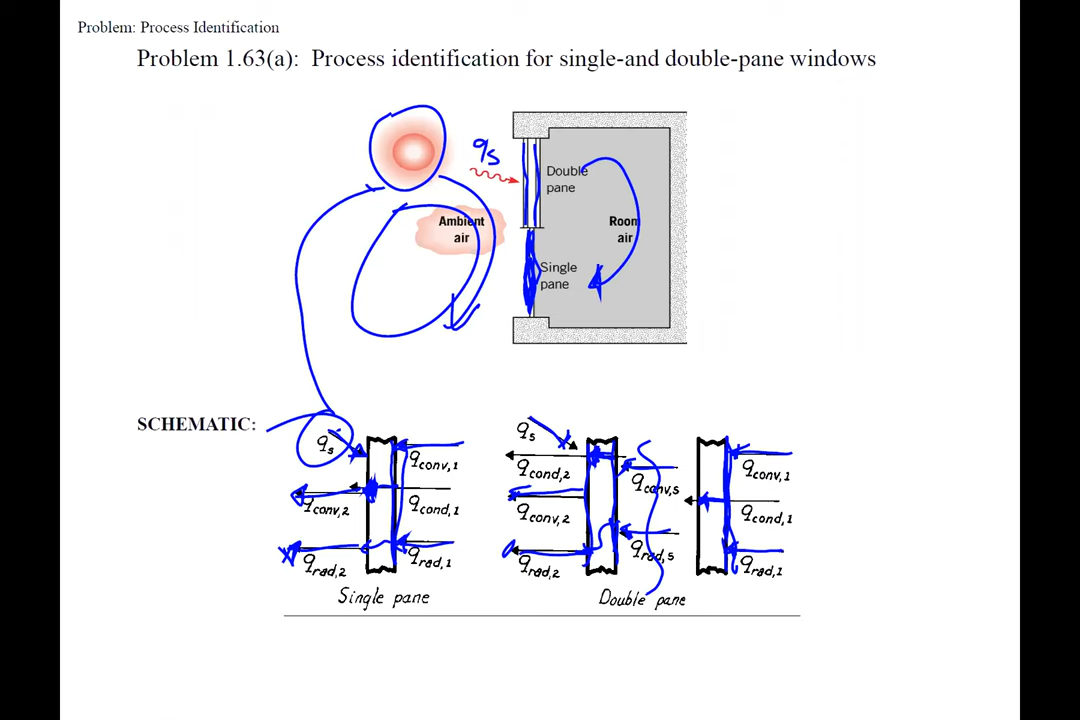 Problem: Process Identification
Problem 1.63(a): Process identification for single-and double-pane windows
qs
Double
pane
Ambient
air
Room
air
Single
pane
SCHEMATIC:
qs
qconv,1
qconv,2
qcond,1
qrad,2
qrad,1
Single pane
qs
qcond,2
qconv,s
qconv,1
qconv,2
qcond,1
qrad,2
qrad,s
qrad,1
Double pane